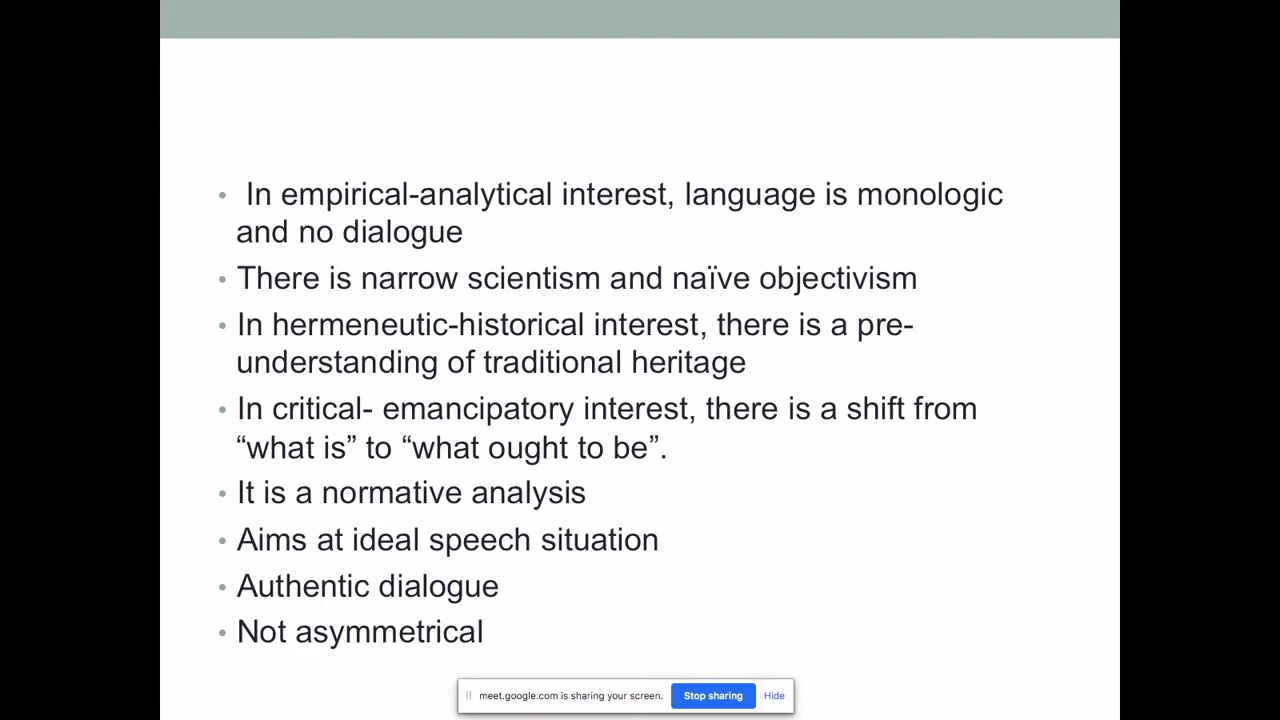 • In empirical-analytical interest, language is monologic
and no dialogue
• There is narrow scientism and naïve objectivism
• In hermeneutic-historical interest, there is a pre-
understanding of traditional heritage
• In critical- emancipatory interest, there is a shift from
“what is” to “what ought to be”.
• It is a normative analysis
• Aims at ideal speech situation
• Authentic dialogue
• Not asymmetrical
meet.google.com is sharing your screen. Stop sharing Hide